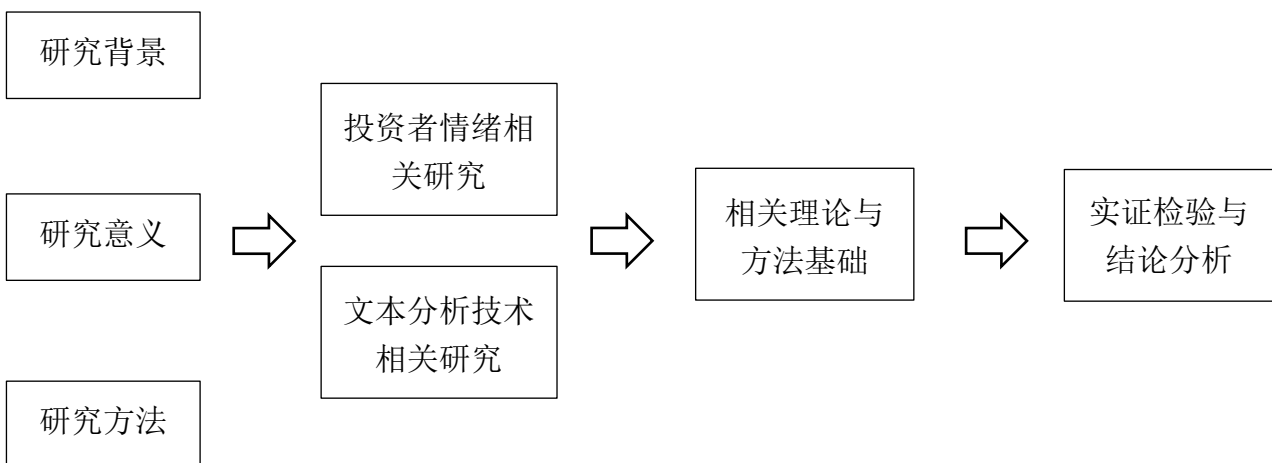 研究背景
研究意义
研究方法
投资者情绪相
关研究
文本分析技术
相关研究
相关理论与
方法基础
实证检验与
结论分析